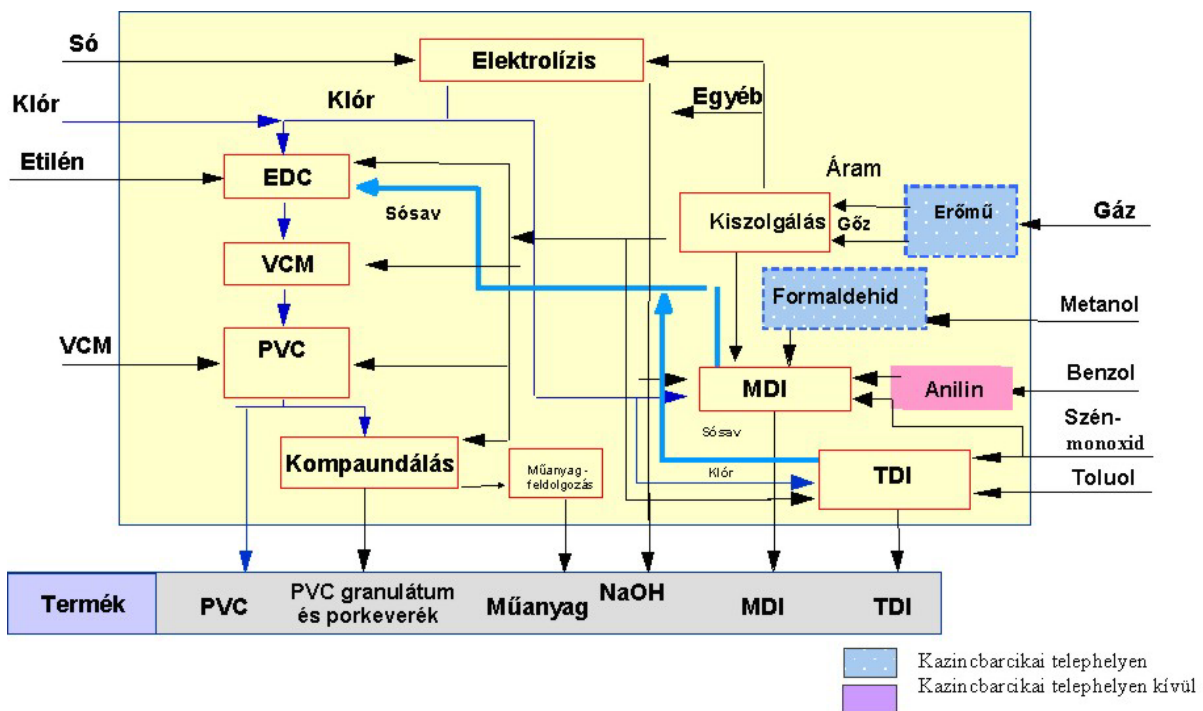 Só
Elektrolízis
Klór
Klór
Egyéb
Etilén
EDC
Áram
Sósav
Kiszolgálás
Gőz
Erőmű
Gáz
VCM
Formaldehid
Metanol
VCM
PVC
MDI
Anilin
Benzol
Szén-
monoxid
Sósav
Kompaundálás
Műanyag-
feldolgozás
Klór
TDI
Toluol
Termék
PVC
PVC granulátum
és porkeverék
Műanyag
NaOH
MDI
TDI
Kazincbarcikai telephelyen
Kazincbarcikai telephelyen kívül